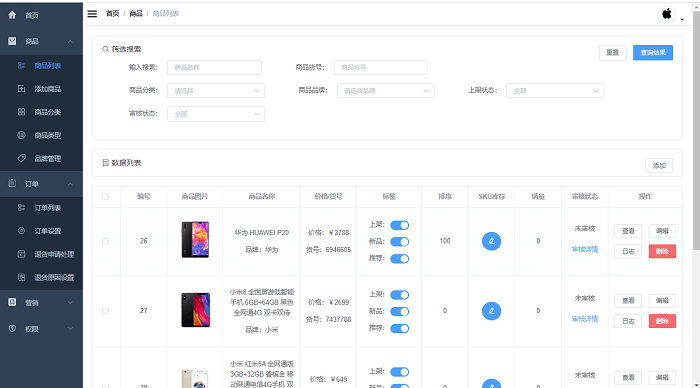 首页
商品
商品列表
添加商品
商品分类
商品类型
品牌管理
订单
订单列表
订单设置
退货申请处理
退货原因设置
营销
权限
首页 / 商品 / 商品列表
筛选搜索
重置
查询结果
输入搜索： 商品名称 商品货号： 商品货号
商品分类： 请选择 商品品牌： 请选择品牌 上架状态： 全部
审核状态： 全部
数据列表
添加
编号 商品图片 商品名称 价格/货号 标签 排序 SKU库存 销量 审核状态 操作
26
华为 HUAWEI P20
品牌：华为
价格：￥3788
货号：6946605
上架：
新品：
推荐：
100
0
未审核
审核详情
查看 编辑
日志 删除
27
小米8 全面屏游戏智能
手机 6GB+64GB 黑色
全网通4G 双卡双待
品牌：小米
价格：￥2699
货号：7437788
上架：
新品：
推荐：
0
0
未审核
审核详情
查看 编辑
日志 删除
28
小米 红米5A 全网通版
3GB+32GB 香槟金 移
动联通电信4G手机 双
价格：￥649
上架：
新品：
0
0
未审核
查看 编辑